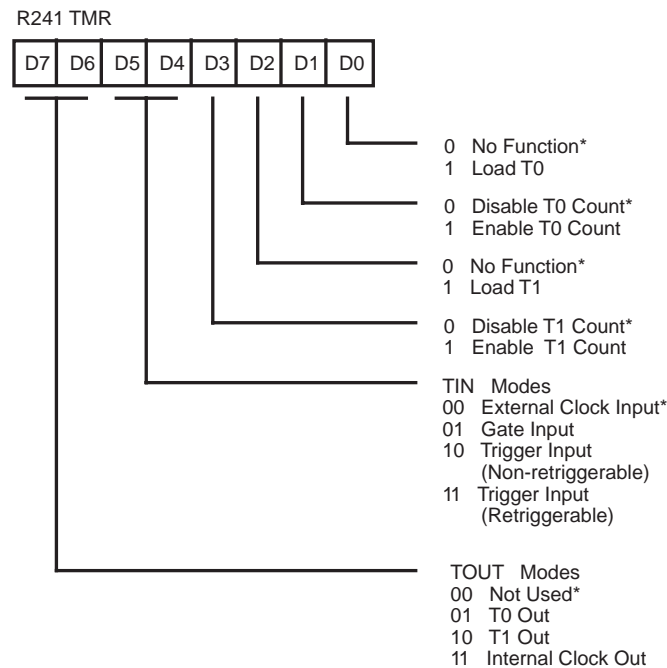 R241 TMR
D7 D6 D5 D4 D3 D2 D1 D0
0 No Function*
1 Load T0
0 Disable T0 Count*
1 Enable T0 Count
0 No Function*
1 Load T1
0 Disable T1 Count*
1 Enable T1 Count
TIN Modes
00 External Clock Input*
01 Gate Input
10 Trigger Input
(Non-retriggerable)
11 Trigger Input
(Retriggerable)
TOUT Modes
00 Not Used*
01 T0 Out
10 T1 Out
11 Internal Clock Out